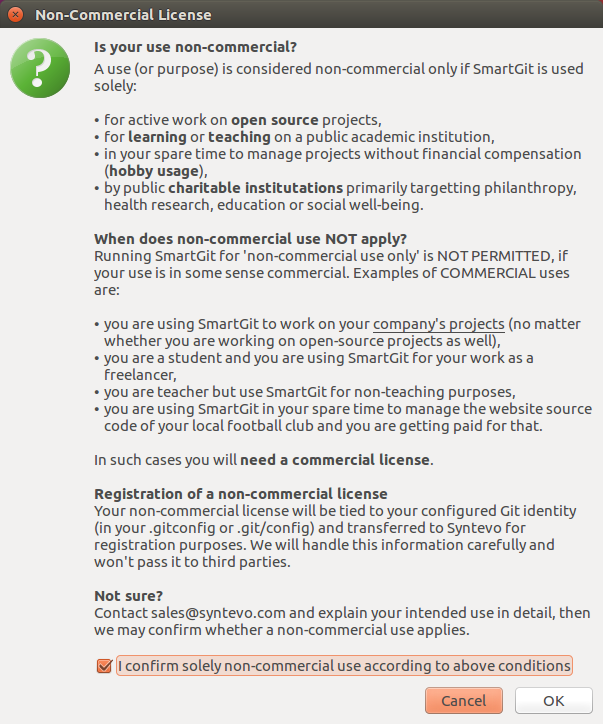 Non-Commercial License
Is your use non-commercial?
A use (or purpose) is considered non-commercial only if SmartGit is used
solely:
• for active work on open source projects,
• for learning or teaching on a public academic institution,
• in your spare time to manage projects without financial compensation
(hobby usage),
• by public charitable institutations primarily targetting philanthropy,
health research, education or social well-being.
When does non-commercial use NOT apply?
Running SmartGit for 'non-commercial use only' is NOT PERMITTED, if
your use is in some sense commercial. Examples of COMMERCIAL uses
are:
• you are using SmartGit to work on your company's projects (no matter
whether you are working on open-source projects as well),
• you are a student and you are using SmartGit for your work as a
freelancer,
• you are teacher but use SmartGit for non-teaching purposes,
• you are using SmartGit in your spare time to manage the website source
code of your local football club and you are getting paid for that.
In such cases you will need a commercial license.
Registration of a non-commercial license
Your non-commercial license will be tied to your configured Git identity
(in your .gitconfig or .git/config) and transferred to Syntevo for
registration purposes. We will handle this information carefully and
won't pass it to third parties.
Not sure?
Contact sales@syntevo.com and explain your intended use in detail, then
we may confirm whether a non-commercial use applies.
I confirm solely non-commercial use according to above conditions
Cancel
OK